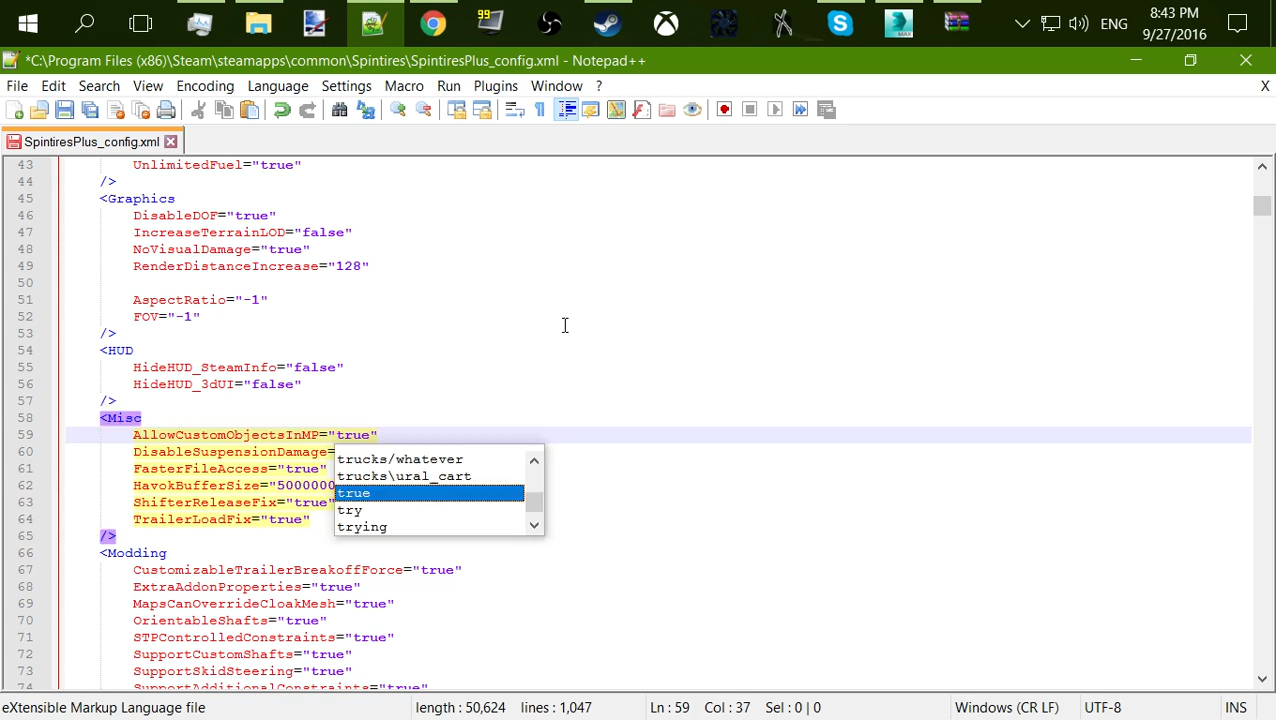 99
ENG
8:43 PM
9/27/2016
*C:\Program Files (x86)\Steam\steamapps\common\Spintires\SpintiresPlus_config.xml - Notepad++
File Edit Search View Encoding Language Settings Macro Run Plugins Window ? X
SpintiresPlus_config.xml
43 UnlimitedFuel="true"
44 />
45 <Graphics
46 DisableDOF="true"
47 IncreaseTerrainLOD="false"
48 NoVisualDamage="true"
49 RenderDistanceIncrease="128"
50
51 AspectRatio="-1"
52 FOV="-1"
53 />
54 <HUD
55 HideHUD_SteamInfo="false"
56 HideHUD_3dUI="false"
57 />
58 <Misc
59 AllowCustomObjectsInMP="true"
60 DisableSuspensionDamage=
61 FasterFileAccess="true"
62 HavokBufferSize="5000000
63 ShifterReleaseFix="true"
64 TrailerLoadFix="true"
trucks/whatever
trucks\ural_cart
true
try
trying
65 />
66 <Modding
67 CustomizableTrailerBreakoffForce="true"
68 ExtraAddonProperties="true"
69 MapsCanOverrideCloakMesh="true"
70 OrientableShafts="true"
71 STPControlledConstraints="true"
72 SupportCustomShafts="true"
73 SupportSkidSteering="true"
74 SupportAdditionalConstraints="true"
eXtensible Markup Language file length : 50,624 lines : 1,047 Ln : 59 Col : 37 Sel : 0 | 0 Windows (CR LF) UTF-8 INS